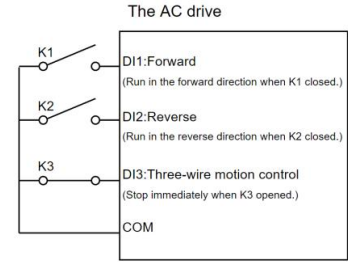 The AC drive
K1
DI1:Forward
(Run in the forward direction when K1 closed.)
K2
DI2:Reverse
(Run in the reverse direction when K2 closed.)
K3
DI3:Three-wire motion control
(Stop immediately when K3 opened.)
COM